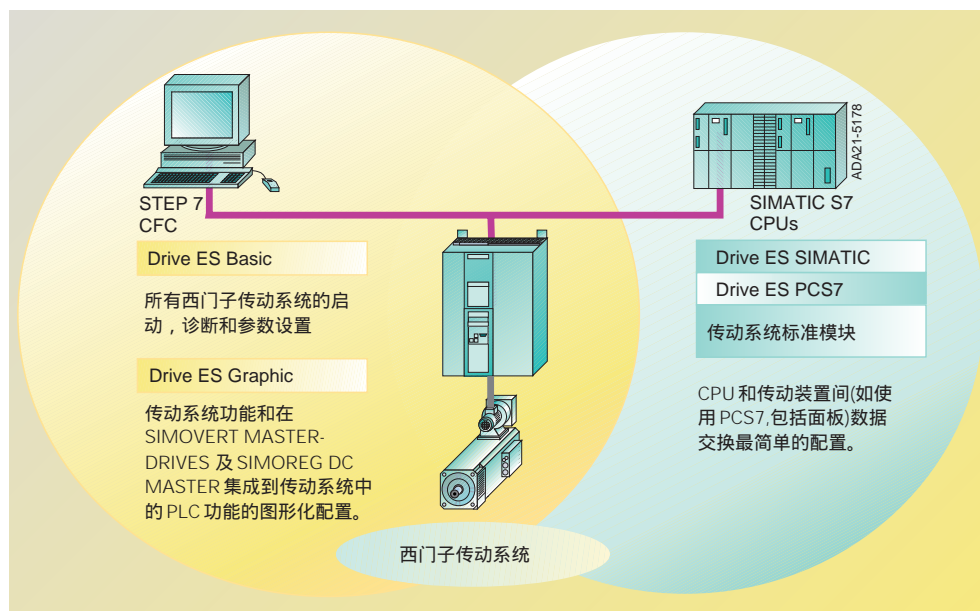 STEP 7
CFC
Drive ES Basic
所有西门子传动系统的启
动，诊断和参数设置
Drive ES Graphic
传动系统功能和在
SIMOVERT MASTER-
DRIVES 及 SIMOREG DC
MASTER 集成到传动系统中
的 PLC 功能的图形化配置。
ADA21-5178
SIMATIC S7
CPUs
Drive ES SIMATIC
Drive ES PCS7
传动系统标准模块
CPU 和传动装置间(如使
用 PCS7,包括面板)数据
交换最简单的配置。
西门子传动系统